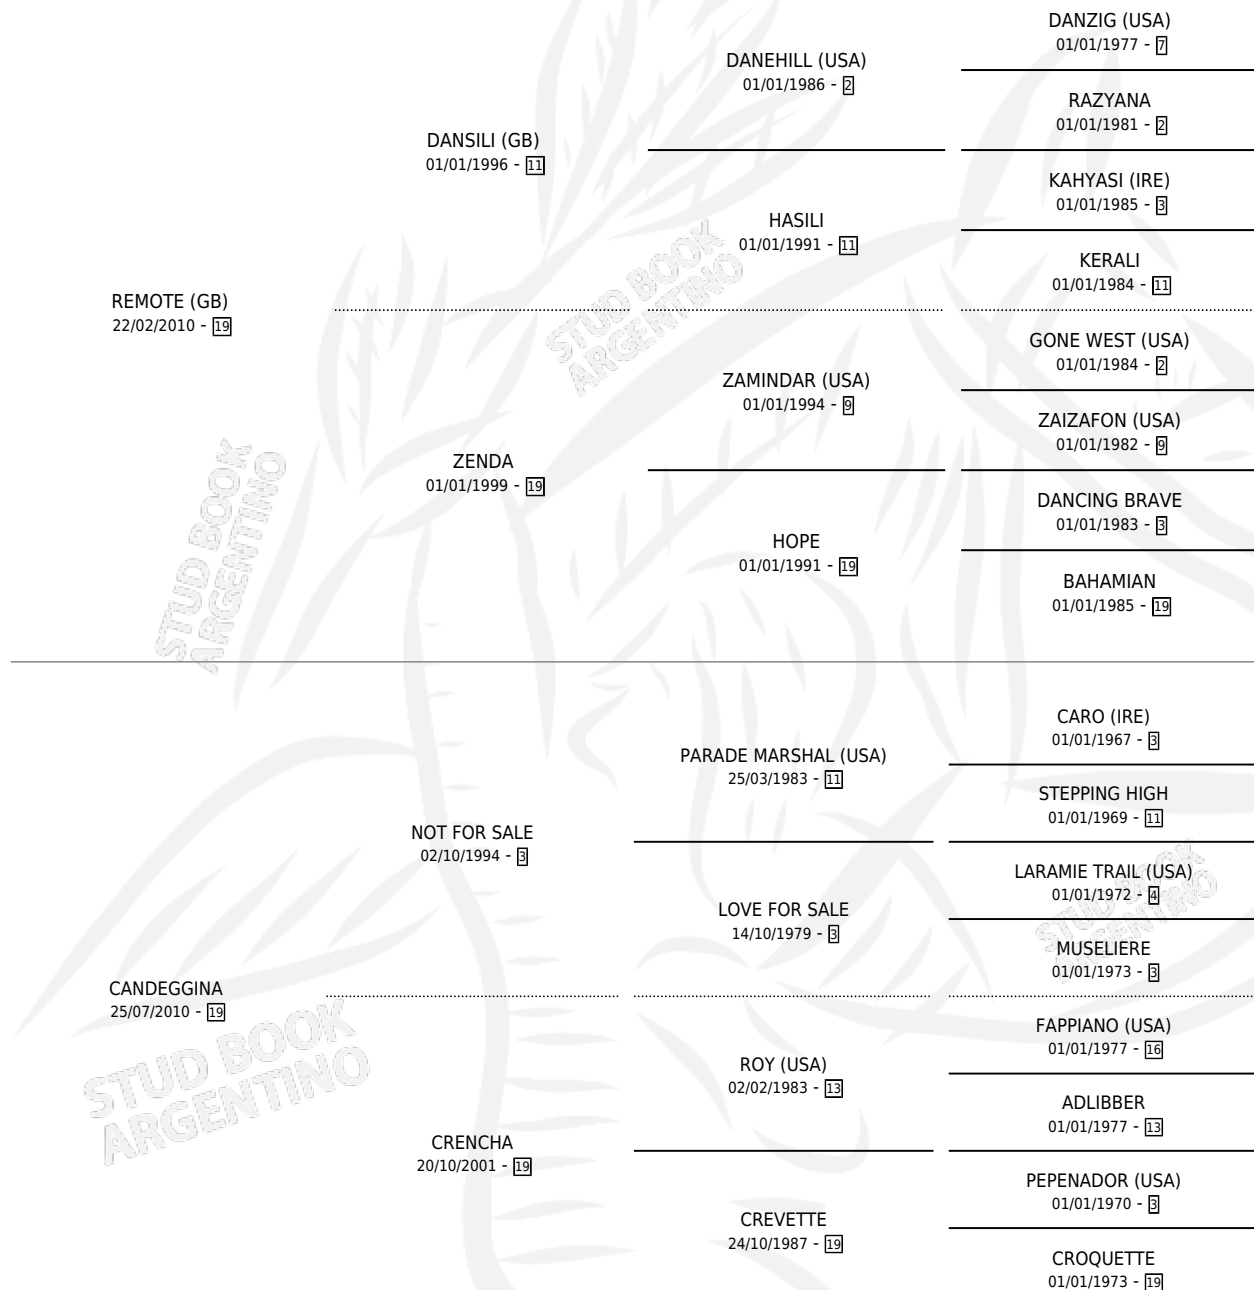 DANZIG (USA)
01/01/1977 - 7
DANEHILL (USA)
01/01/1986 - 2
RAZYANA
01/01/1981 - 2
DANSILI (GB)
01/01/1996 - 11
KAHYASI (IRE)
01/01/1985 - 3
HASILI
01/01/1991 - 11
KERALI
01/01/1984 - 11
REMOTE (GB)
22/02/2010 - 19
GONE WEST (USA)
01/01/1984 - 2
ZAMINDAR (USA)
01/01/1994 - 9
ZAIZAFON (USA)
01/01/1982 - 9
ZENDA
01/01/1999 - 19
DANCING BRAVE
01/01/1983 - 3
HOPE
01/01/1991 - 19
BAHAMIAN
01/01/1985 - 19
CARO (IRE)
01/01/1967 - 3
PARADE MARSHAL (USA)
25/03/1983 - 11
STEPPING HIGH
01/01/1969 - 11
NOT FOR SALE
02/10/1994 - 3
LARAMIE TRAIL (USA)
01/01/1972 - 4
LOVE FOR SALE
14/10/1979 - 3
MUSELIERE
01/01/1973 - 3
CANDEGGINA
25/07/2010 - 19
FAPPIANO (USA)
01/01/1977 - 16
ROY (USA)
02/02/1983 - 13
ADLIBBER
01/01/1977 - 13
CRENCHA
20/10/2001 - 19
PEPENADOR (USA)
01/01/1970 - 3
CREVETTE
24/10/1987 - 19
CROQUETTE
01/01/1973 - 19
STUD BOOK
ARGENTINO
STUD BOOK
ARGENTINO
STUD BOOK
ARGENTINO
STUD BOOK
ARGENTINO